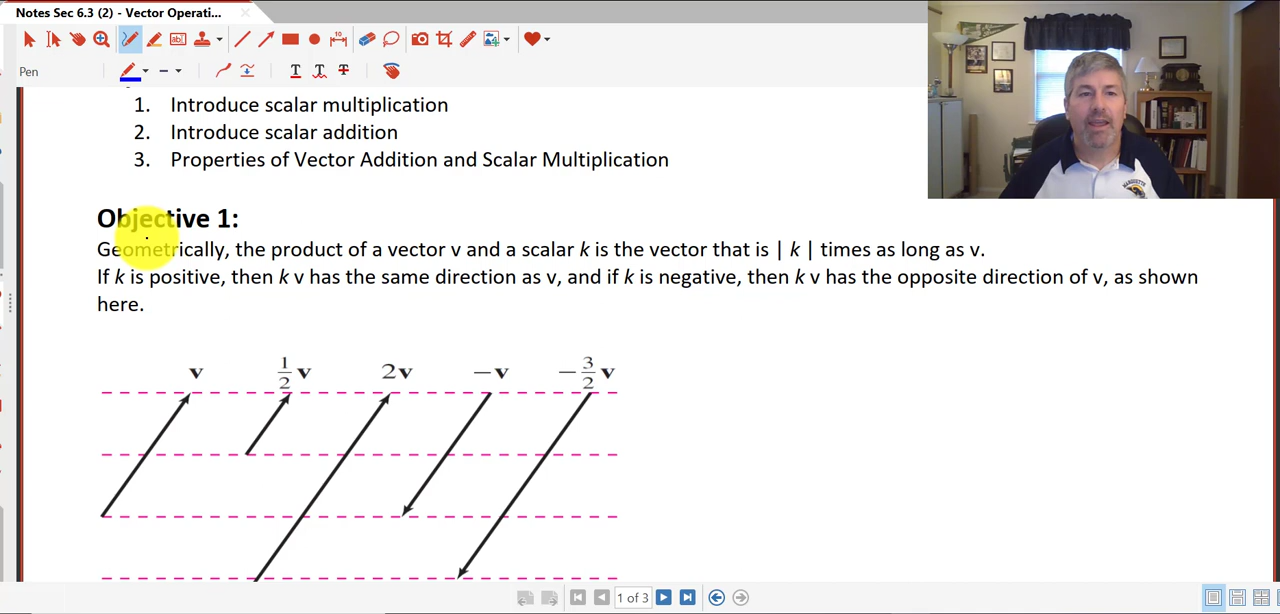 Notes Sec 6.3 (2) - Vector Operati...
Pen
1. Introduce scalar multiplication
2. Introduce scalar addition
3. Properties of Vector Addition and Scalar Multiplication
Objective 1:
Geometrically, the product of a vector v and a scalar k is the vector that is | k | times as long as v.
If k is positive, then k v has the same direction as v, and if k is negative, then k v has the opposite direction of v, as shown
here.
v 1/2 v 2v −v −3/2 v
1 of 3
MARQUETTE